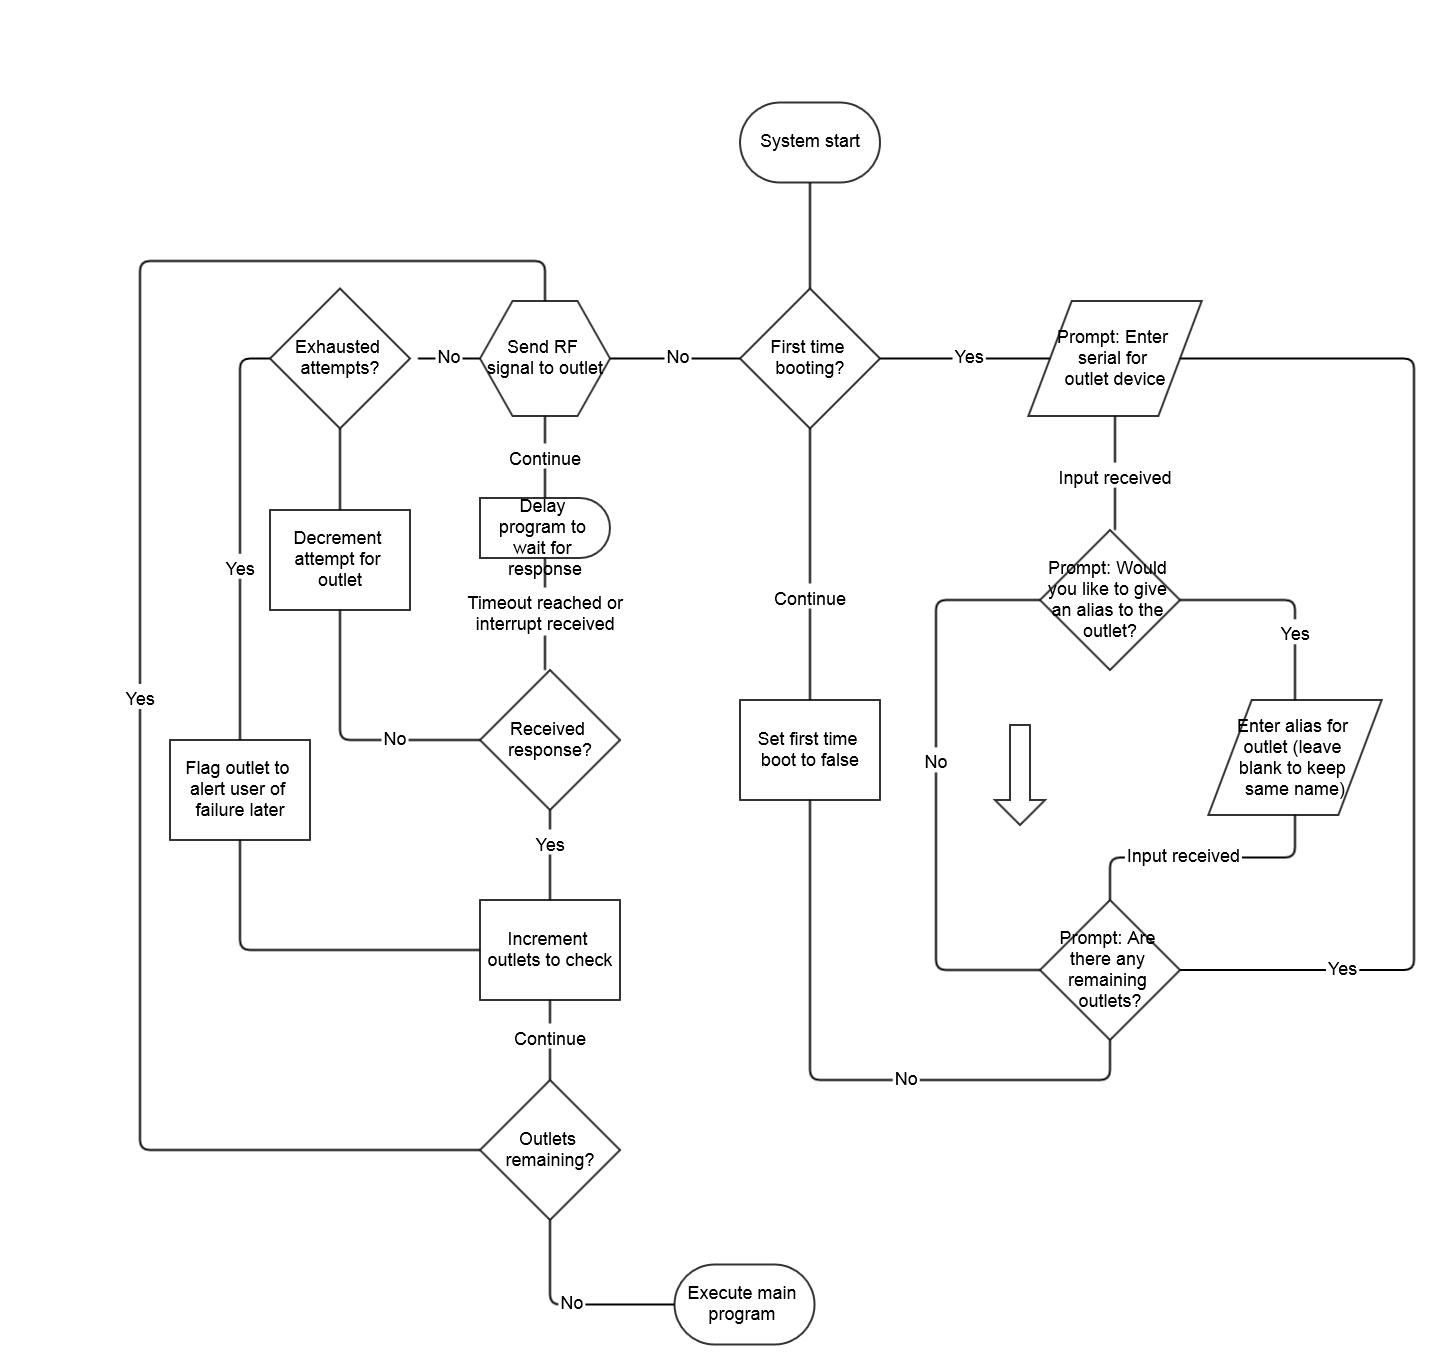 System start
Exhausted
attempts?
No
Send RF
signal to outlet
No
First time
booting?
Yes
Prompt: Enter
serial for
outlet device
Continue
Input received
Delay
program to
wait for
response
Decrement
attempt for
outlet
Yes
Timeout reached or
interrupt received
Continue
Prompt: Would
you like to give
an alias to the
outlet?
Yes
Yes
No
Received
response?
Set first time
boot to false
No
Enter alias for
outlet (leave
blank to keep
same name)
Flag outlet to
alert user of
failure later
Yes
Input received
Increment
outlets to check
Prompt: Are
there any
remaining
outlets?
Yes
Continue
No
Outlets
remaining?
No
Execute main
program